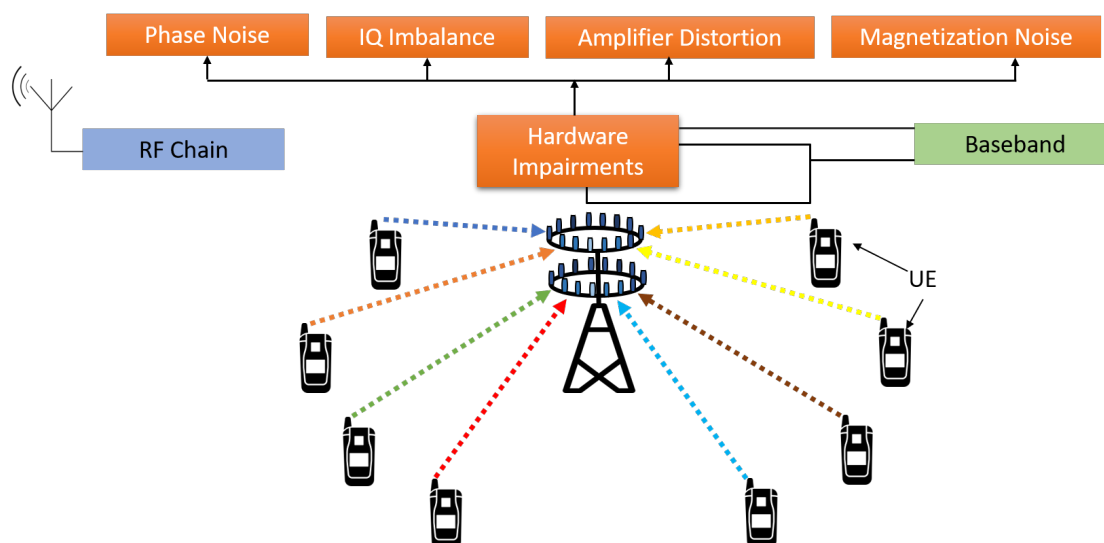 Phase Noise
IQ Imbalance
Amplifier Distortion
Magnetization Noise
RF Chain
Hardware
Impairments
Baseband
UE